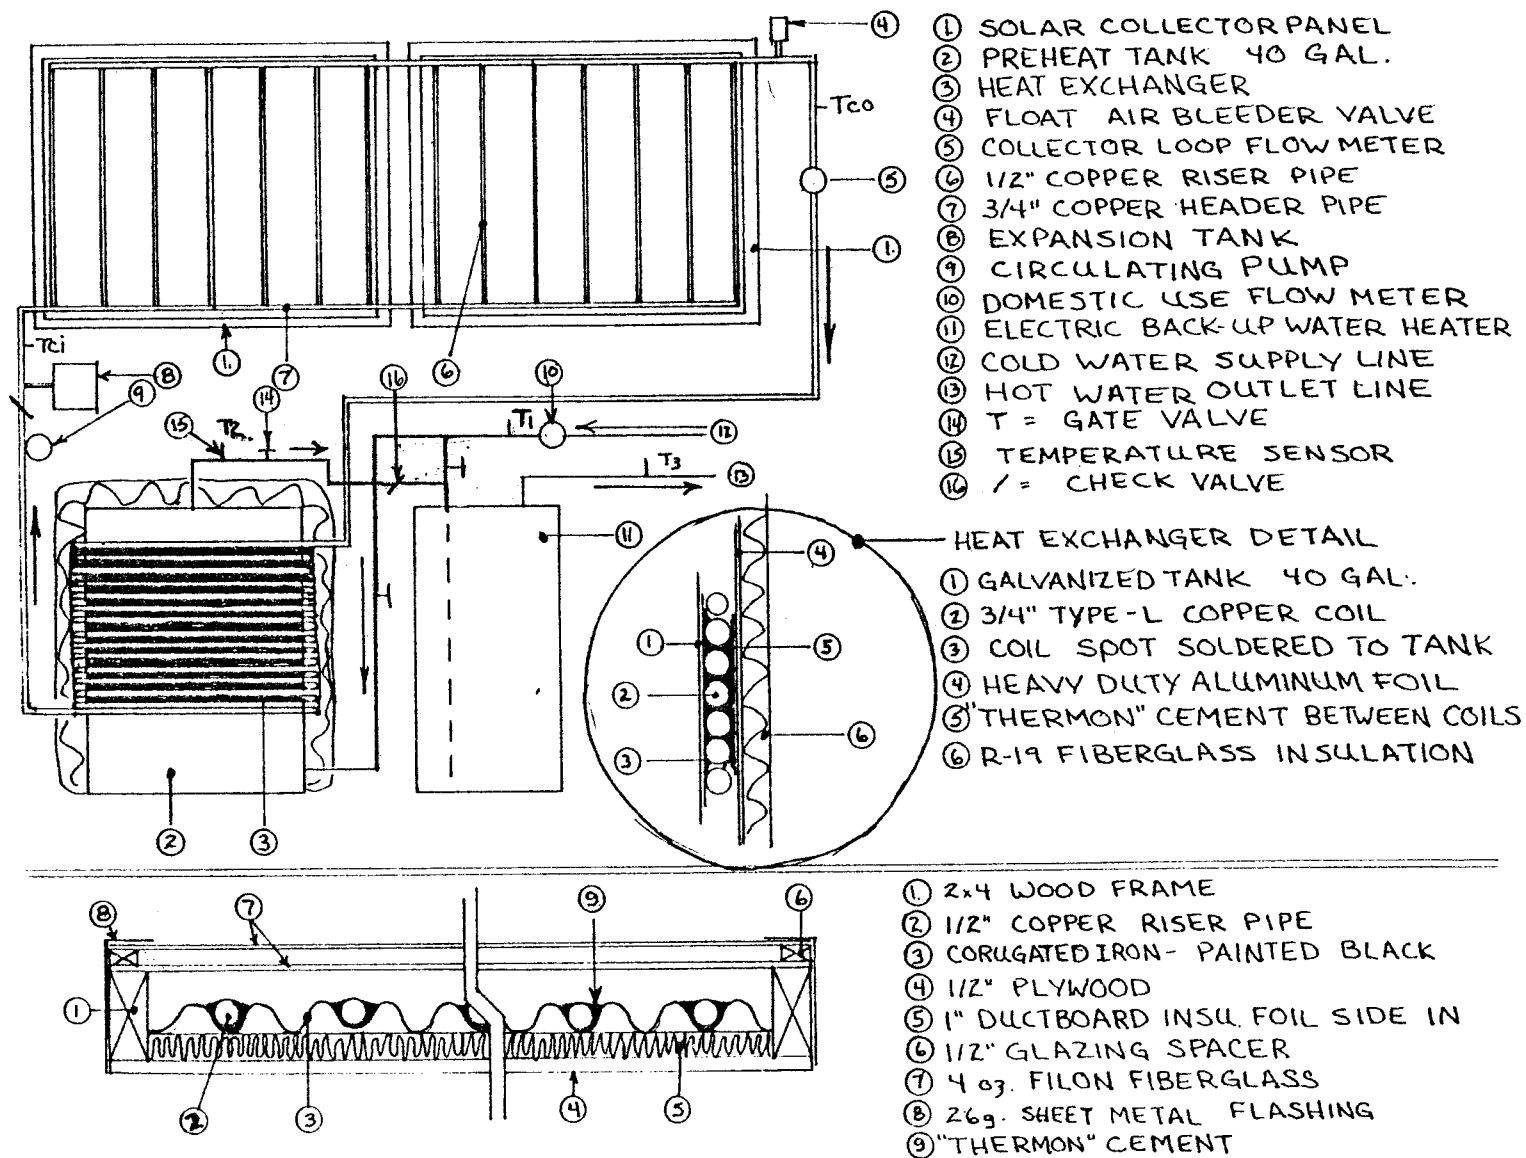 ④
① SOLAR COLLECTOR PANEL
② PREHEAT TANK 40 GAL.
③ HEAT EXCHANGER
④ FLOAT AIR BLEEDER VALVE
Tco
⑤ COLLECTOR LOOP FLOW METER
⑤
⑥ 1/2" COPPER RISER PIPE
⑦ 3/4" COPPER HEADER PIPE
⑧ EXPANSION TANK
①.
⑨ CIRCULATING PUMP
⑩ DOMESTIC USE FLOW METER
⑪ ELECTRIC BACK-UP WATER HEATER
Tci
①.
⑫ COLD WATER SUPPLY LINE
⑧ ⑦ ⑯ ⑥ ⑩
⑬ HOT WATER OUTLET LINE
⑨ ⑭
⑭ T = GATE VALVE
⑮ T2 T1 ⑫
⑮ TEMPERATURE SENSOR
T3 ⑬
⑯ / = CHECK VALVE
⑪
HEAT EXCHANGER DETAIL
④
① GALVANIZED TANK 40 GAL.
② 3/4" TYPE-L COPPER COIL
① ⑤
③ COIL SPOT SOLDERED TO TANK
②
④ HEAVY DUTY ALUMINUM FOIL
⑤ "THERMON" CEMENT BETWEEN COILS
⑥
③
⑥ R-19 FIBERGLASS INSULATION
② ③
① 2x4 WOOD FRAME
⑧ ⑦ ⑨ ⑥
② 1/2" COPPER RISER PIPE
③ CORUGATED IRON - PAINTED BLACK
④ 1/2" PLYWOOD
①
⑤ 1" DUCTBOARD INSU. FOIL SIDE IN
⑥ 1/2" GLAZING SPACER
⑦ 4 oz. FILON FIBERGLASS
② ③ ④ ⑤
⑧ 26g. SHEET METAL FLASHING
⑨ "THERMON" CEMENT